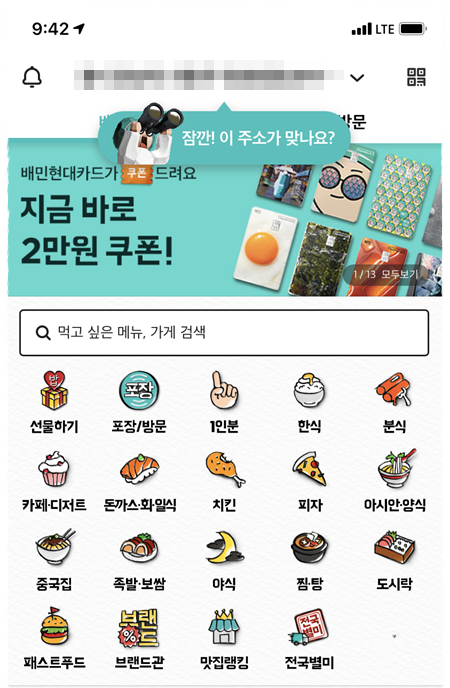 9:42
LTE
방문
잠깐! 이 주소가 맞나요?
배민현대카드가 쿠폰 드려요
지금 바로
2만원 쿠폰!
1/13 모두보기
먹고 싶은 메뉴, 가게 검색
포장
선물하기 포장/방문 1인분 한식 분식
카페·디저트 돈까스·회·일식 치킨 피자 아시안·양식
중국집 족발·보쌈 야식 찜·탕 도시락
브랜드
%
전국별미
패스트푸드 브랜드관 맛집랭킹 전국별미